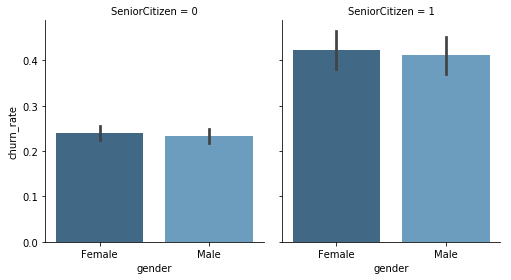 SeniorCitizen = 0
SeniorCitizen = 1
churn_rate
0.4
0.3
0.2
0.1
0.0
Female
Male
Female
Male
gender
gender